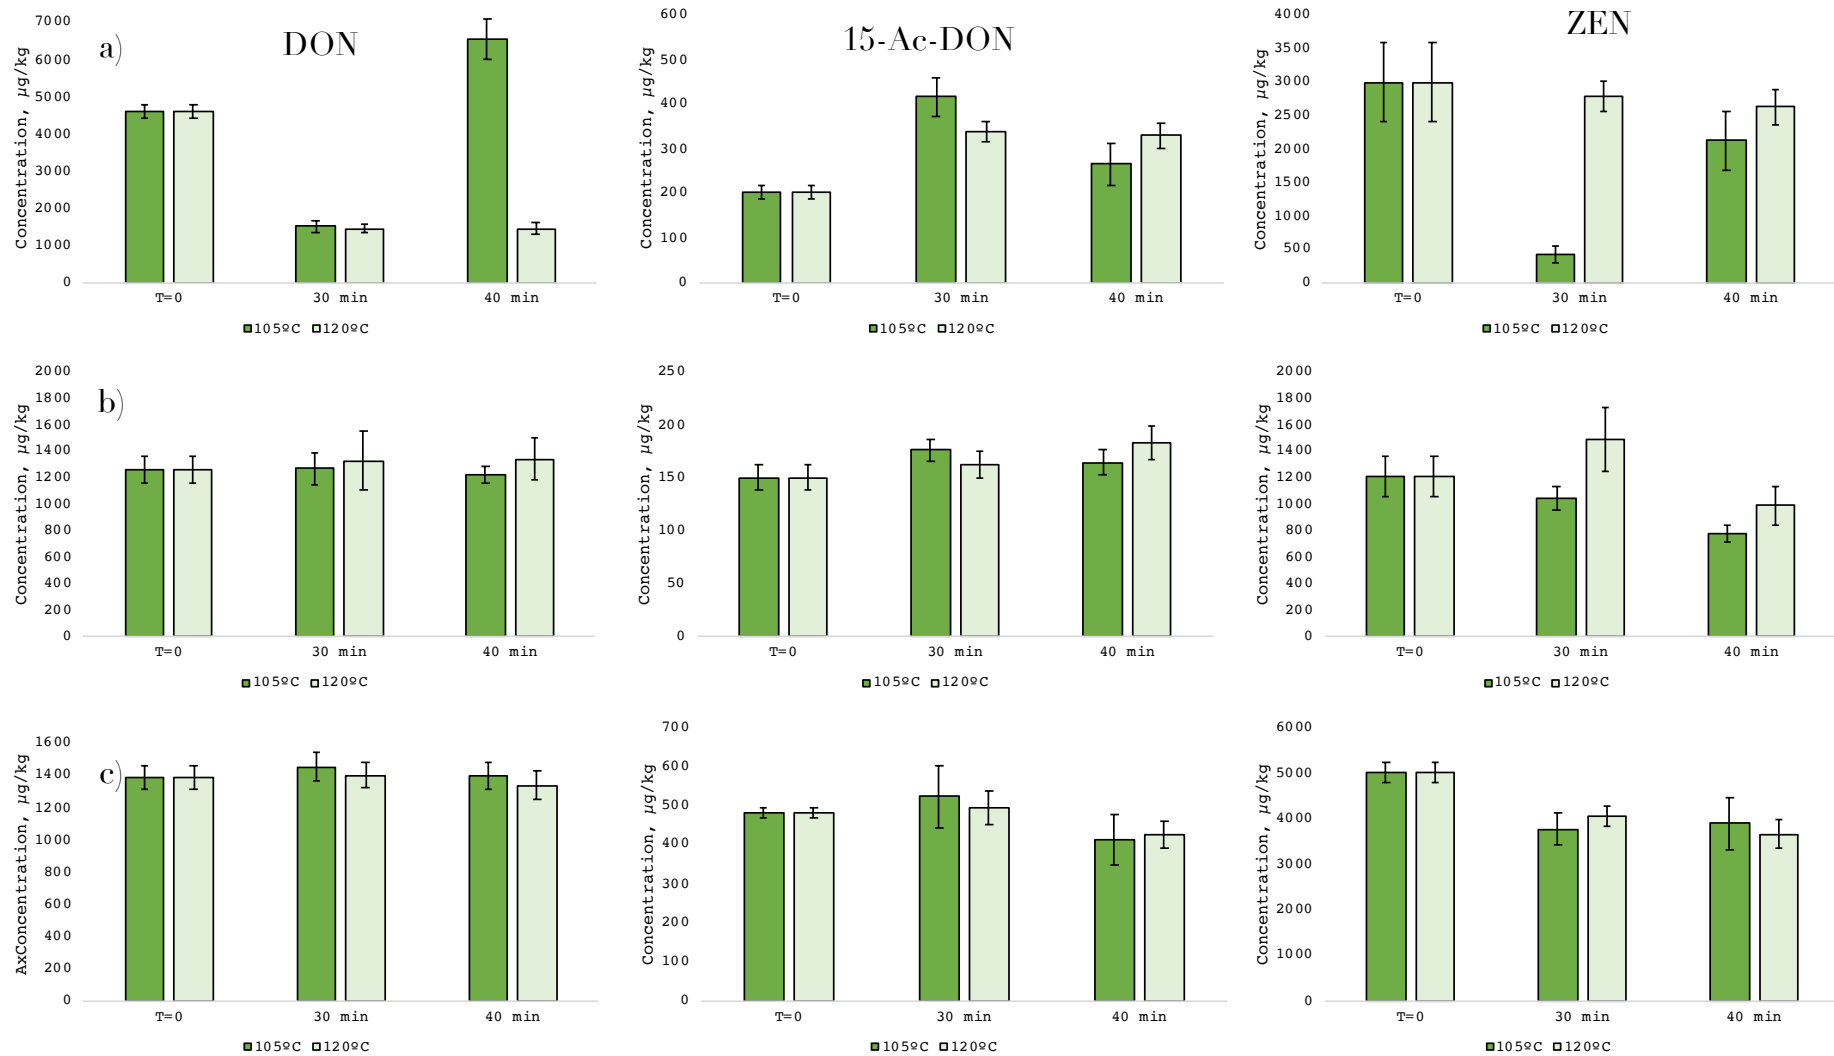 a)
DON
Concentration, µg/kg
7000
6000
5000
4000
3000
2000
1000
0
T=0
30 min
40 min
105ºC 120ºC
15-Ac-DON
Concentration, µg/kg
600
500
400
300
200
100
0
T=0
30 min
40 min
105ºC 120ºC
ZEN
Concentration, µg/kg
4000
3500
3000
2500
2000
1500
1000
500
0
T=0
30 min
40 min
105ºC 120ºC
b)
Concentration, µg/kg
2000
1800
1600
1400
1200
1000
800
600
400
200
0
T=0
30 min
40 min
105ºC 120ºC
Concentration, µg/kg
250
200
150
100
50
0
T=0
30 min
40 min
105ºC 120ºC
Concentration, µg/kg
2000
1800
1600
1400
1200
1000
800
600
400
200
0
T=0
30 min
40 min
105ºC 120ºC
c)
AxConcentration, µg/kg
1600
1400
1200
1000
800
600
400
200
0
T=0
30 min
40 min
105ºC 120ºC
Concentration, µg/kg
700
600
500
400
300
200
100
0
T=0
30 min
40 min
105ºC 120ºC
Concentration, µg/kg
6000
5000
4000
3000
2000
1000
0
T=0
30 min
40 min
105ºC 120ºC